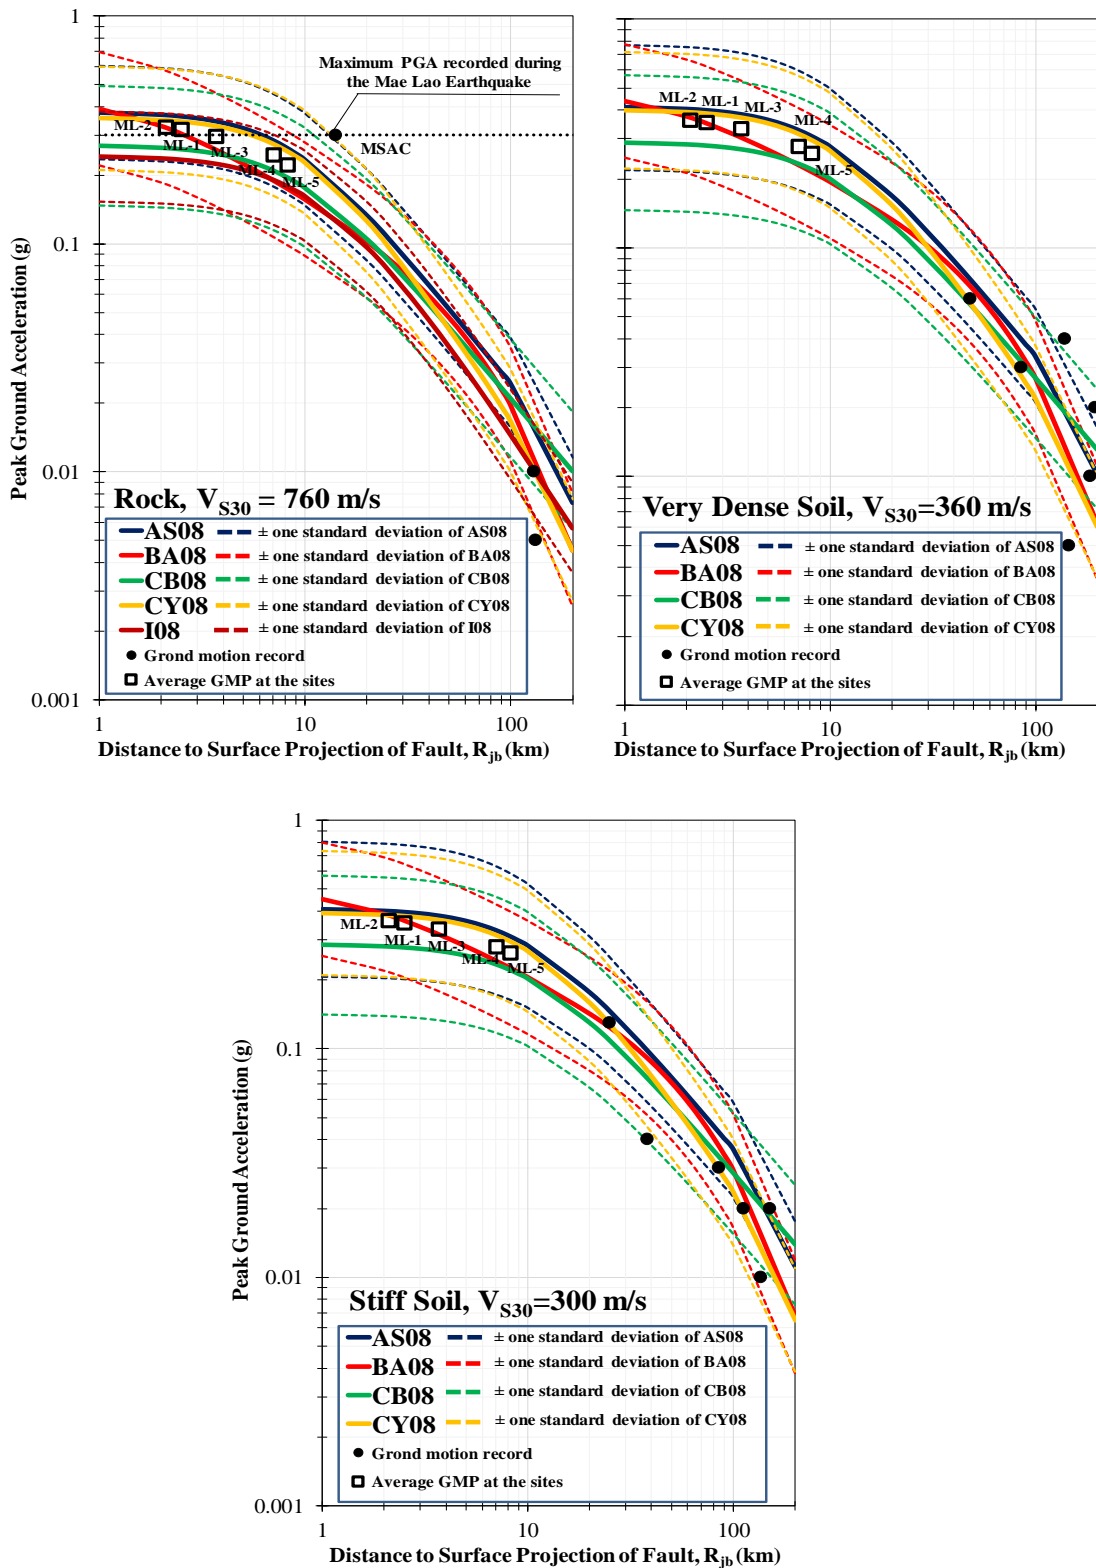 1
0.1
0.01
0.001
Peak Ground Acceleration (g)
Maximum PGA recorded during
the Mae Lao Earthquake
MSAC
ML-2
ML-1
ML-3
ML-4
ML-5
Rock, VS30 = 760 m/s
AS08 ± one standard deviation of AS08
BA08 ± one standard deviation of BA08
CB08 ± one standard deviation of CB08
CY08 ± one standard deviation of CY08
I08 ± one standard deviation of I08
Grond motion record
Average GMP at the sites
1 10 100
Distance to Surface Projection of Fault, Rjb (km)
ML-2
ML-1
ML-3
ML-4
ML-5
Very Dense Soil, VS30=360 m/s
AS08 ± one standard deviation of AS08
BA08 ± one standard deviation of BA08
CB08 ± one standard deviation of CB08
CY08 ± one standard deviation of CY08
Grond motion record
Average GMP at the sites
1 10 100
Distance to Surface Projection of Fault, Rjb (km)
1
0.1
0.01
0.001
Peak Ground Acceleration (g)
ML-2
ML-1
ML-3
ML-4
ML-5
Stiff Soil, VS30=300 m/s
AS08 ± one standard deviation of AS08
BA08 ± one standard deviation of BA08
CB08 ± one standard deviation of CB08
CY08 ± one standard deviation of CY08
Grond motion record
Average GMP at the sites
1 10 100
Distance to Surface Projection of Fault, Rjb (km)